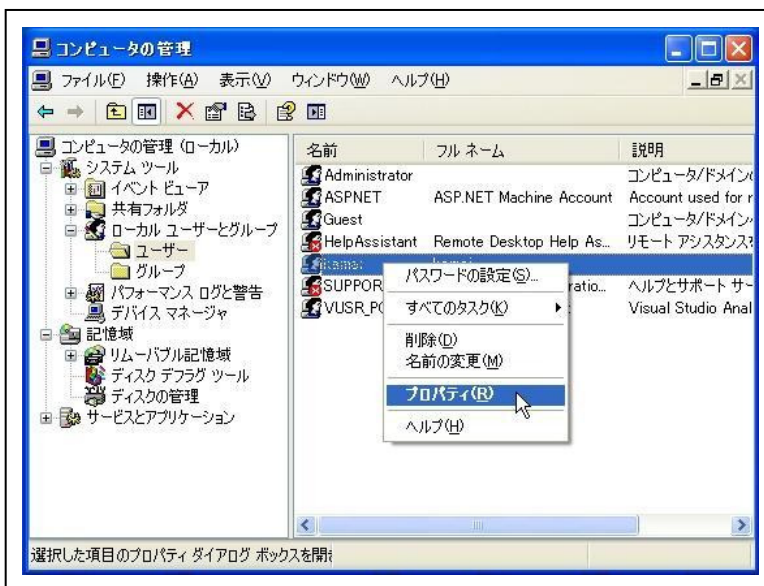 コンピュータの管理
ファイル(F) 操作(A) 表示(V) ウィンドウ(W) ヘルプ(H)
コンピュータの管理 (ローカル)
システム ツール
イベント ビューア
共有フォルダ
ローカル ユーザーとグループ
ユーザー
グループ
パフォーマンス ログと警告
デバイス マネージャ
記憶域
リムーバブル記憶域
ディスク デフラグ ツール
ディスクの管理
サービスとアプリケーション
名前 フル ネーム 説明
Administrator コンピュータ/ドメイン
ASPNET ASP.NET Machine Account Account used for r
Guest コンピュータ/ドメイン
HelpAssistant Remote Desktop Help As... リモート アシスタンス
SUPPOR ratio... ヘルプとサポート サー
VUSR_P Visual Studio Anal
パスワードの設定(S)...
すべてのタスク(K)
削除(D)
名前の変更(M)
プロパティ(R)
ヘルプ(H)
選択した項目のプロパティ ダイアログ ボックスを開